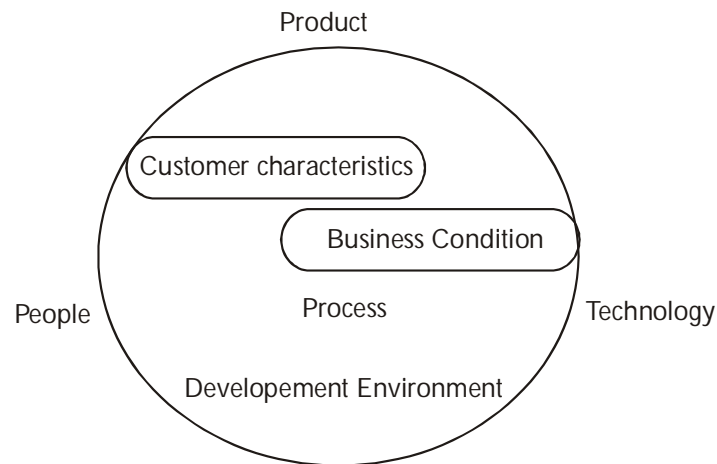 Product
Customer characteristics
Business Condition
People
Process
Technology
Developement Environment